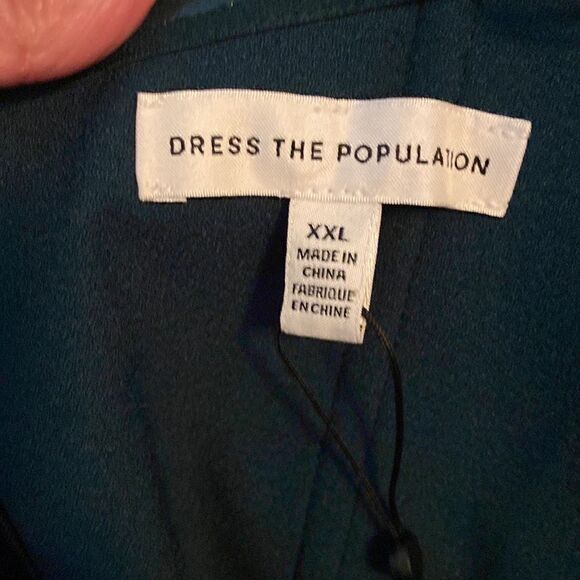 DRESS THE POPULATION
XXL
MADE IN
CHINA
FABRIQUE
EN CHINE